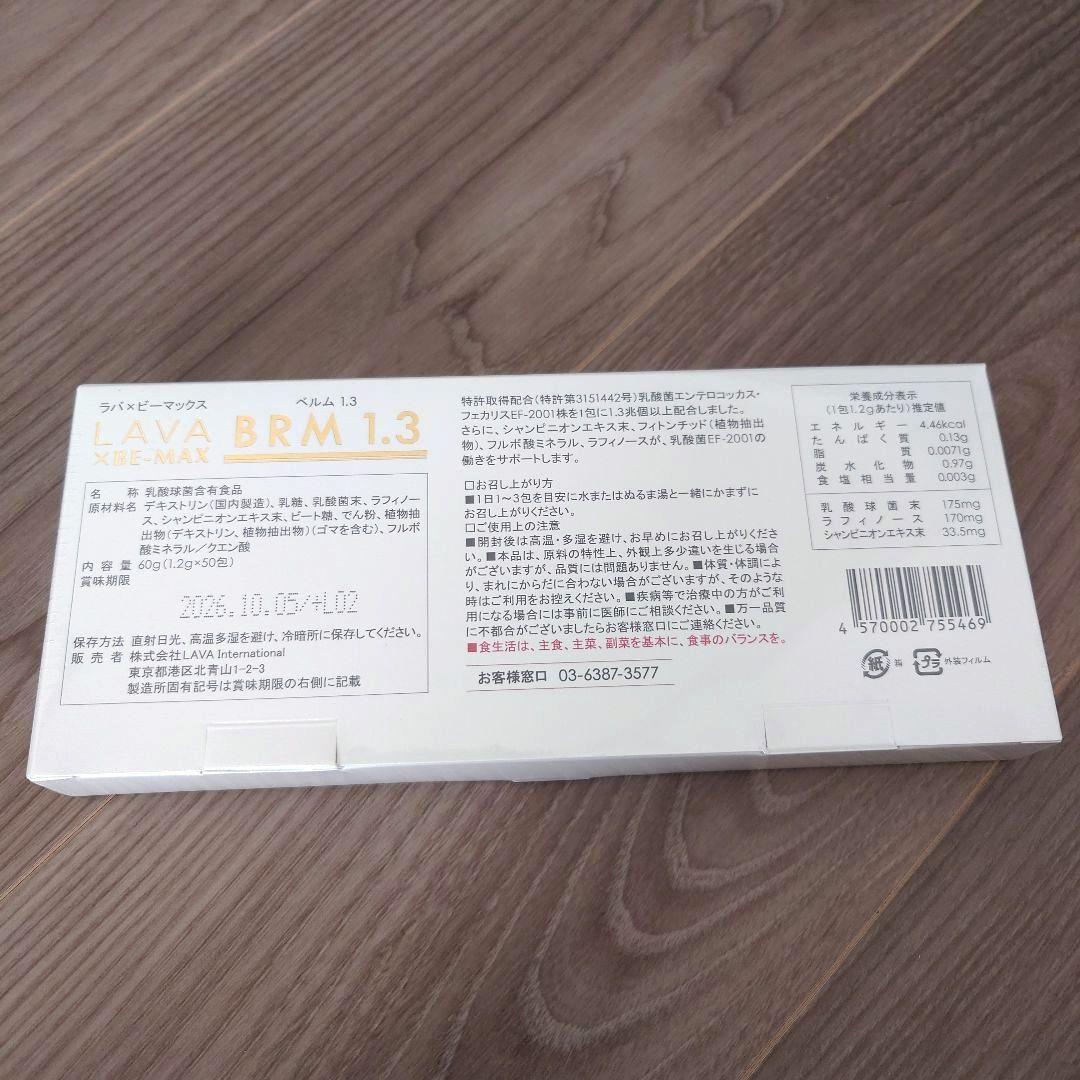 ラバ×ビーマックス
LAVA
×BE-MAX
ベルム 1.3
BRM 1.3
名　称　乳酸球菌含有食品
原材料名　デキストリン(国内製造)、乳糖、乳酸菌末、ラフィノー
ス、シャンピニオンエキス末、ビート糖、でん粉、植物抽
出物(デキストリン、植物抽出物)(ゴマを含む)、フルボ
酸ミネラル／クエン酸
内 容 量　60g(1.2g×50包)
賞味期限
2026.10.05/+L02
保存方法　直射日光、高温多湿を避け、冷暗所に保存してください。
販 売 者　株式会社LAVA International
東京都港区北青山1-2-3
製造所固有記号は賞味期限の右側に記載
特許取得配合(特許第3151442号)乳酸菌エンテロコッカス・
フェカリスEF-2001株を1包に1.3兆個以上配合しました。
さらに、シャンピニオンエキス末、フィトンチッド(植物抽出
物)、フルボ酸ミネラル、ラフィノースが、乳酸菌EF-2001の
働きをサポートします。
□お召し上がり方
■1日1～3包を目安に水またはぬるま湯と一緒にかまずに
お召し上がりください。
□ご使用上の注意
■開封後は高温・多湿を避け、お早めにお召し上がりくださ
い。■本品は、原料の特性上、外観上多少違いを生じる場合
がございますが、品質には問題ありません。■体質・体調によ
り、まれにからだに合わない場合がございますが、そのような
時はご利用をお控えください。■疾病等で治療中の方がご利
用になる場合には事前に医師にご相談ください。■万一品質
に不都合がございましたらお客様窓口にご連絡ください。
■食生活は、主食、主菜、副菜を基本に、食事のバランスを。
お客様窓口　03-6387-3577
栄養成分表示
(1包1.2gあたり)推定値
エネルギー 4.46kcal
たんぱく質 0.13g
脂質 0.0071g
炭水化物 0.97g
食塩相当量 0.003g
乳酸球菌末 175mg
ラフィノース 170mg
シャンピニオンエキス末 33.5mg
4 570002 755469
紙 箱 プラ 外装フィルム